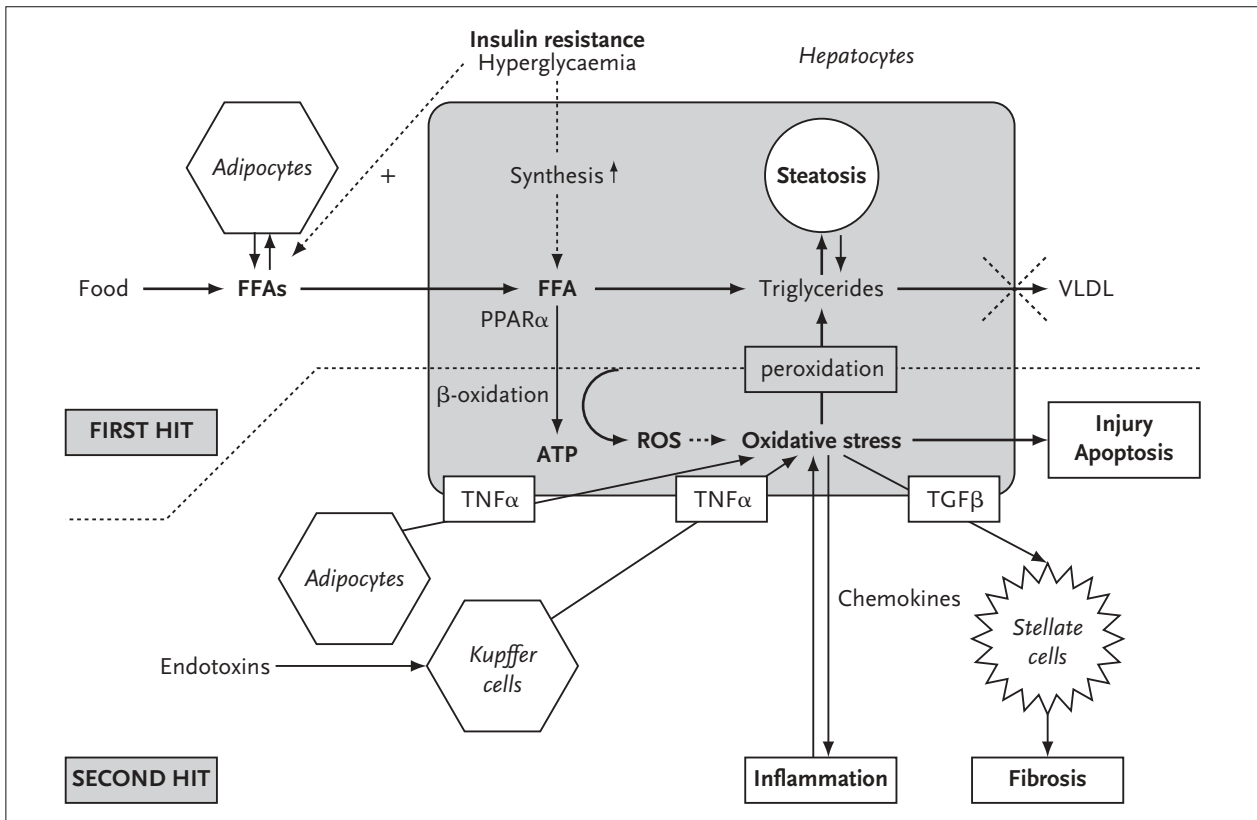 Insulin resistance
Hyperglycaemia
Hepatocytes
Adipocytes
+
Synthesis
Steatosis
Food
FFAs
FFA
Triglycerides
VLDL
PPARα
peroxidation
β-oxidation
FIRST HIT
ATP
ROS
Oxidative stress
Injury
Apoptosis
TNFα
TNFα
TGFβ
Adipocytes
Chemokines
Endotoxins
Kupffer
cells
Stellate
cells
SECOND HIT
Inflammation
Fibrosis